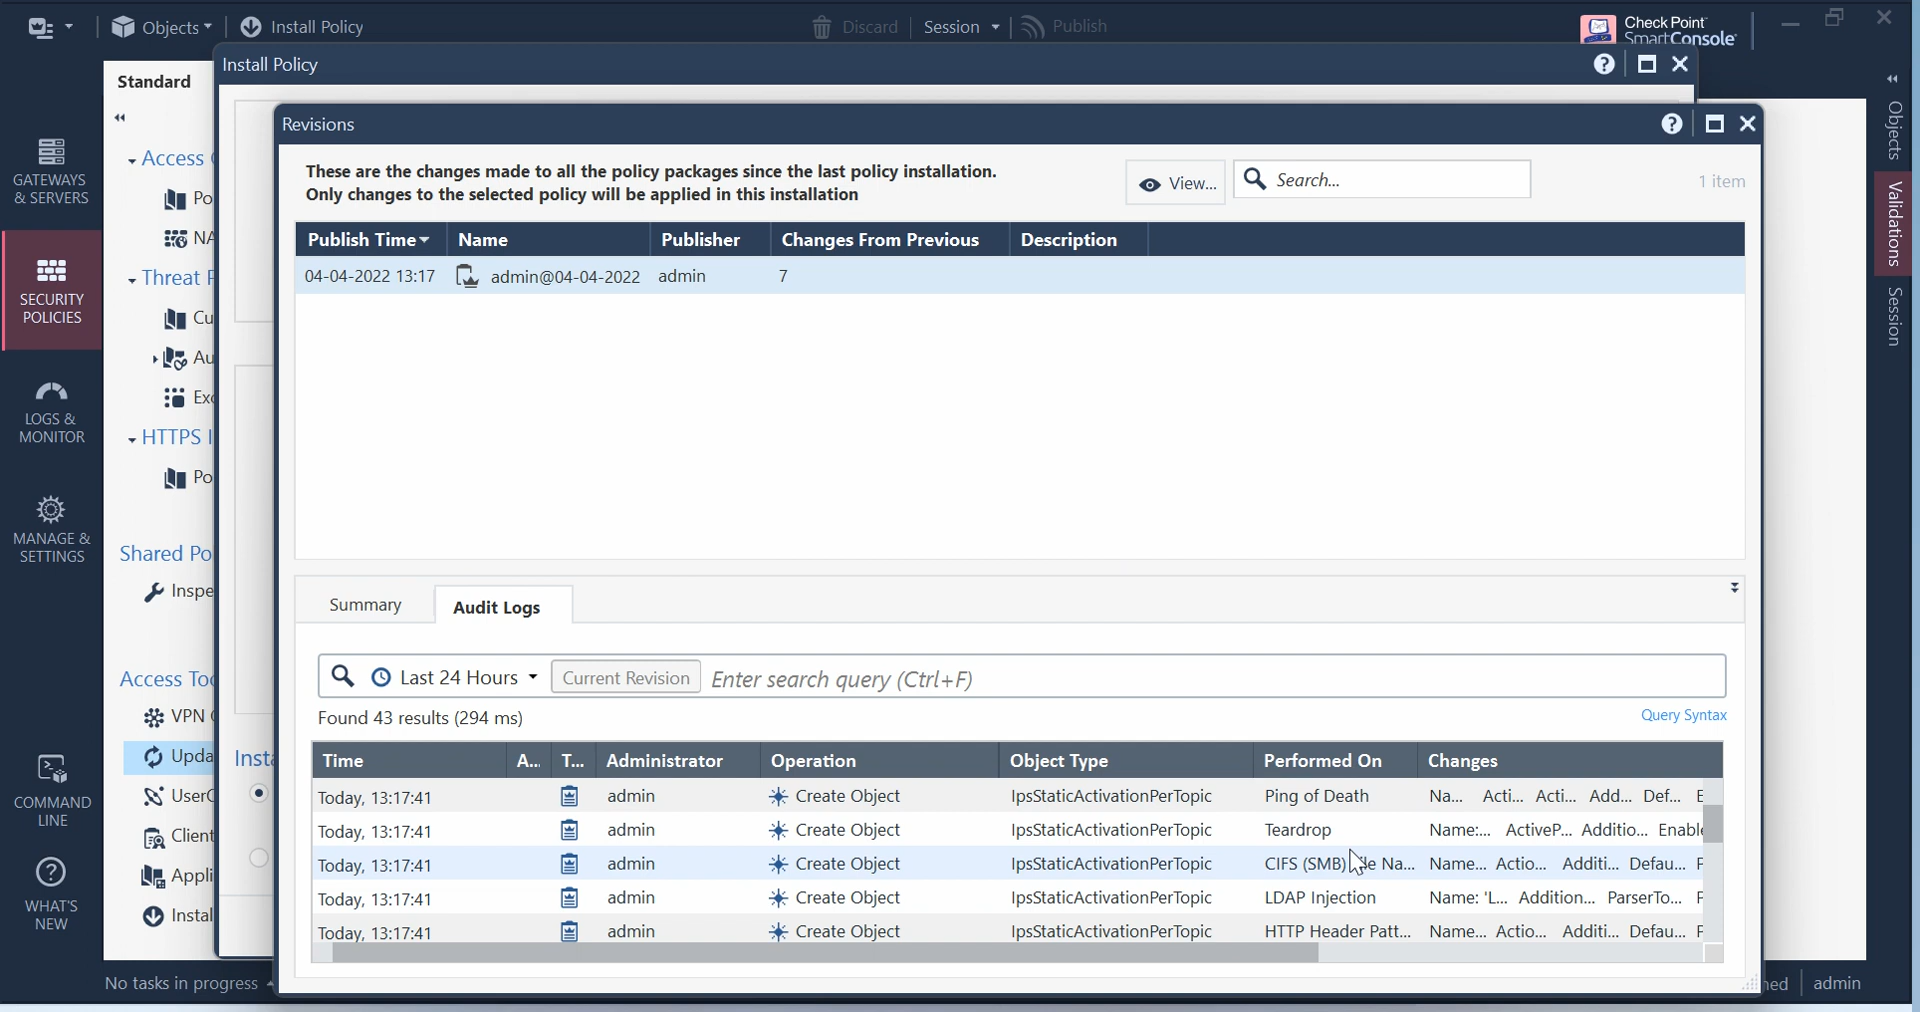 Objects
Install Policy
Discard
Session
Publish
Check Point
SmartConsole
Install Policy
Standard
Revisions
These are the changes made to all the policy packages since the last policy installation.
Only changes to the selected policy will be applied in this installation
View...
Search...
1 item
Publish Time Name Publisher Changes From Previous Description
04-04-2022 13:17 admin@04-04-2022 admin 7
GATEWAYS
& SERVERS
SECURITY
POLICIES
LOGS &
MONITOR
MANAGE &
SETTINGS
COMMAND
LINE
WHAT'S
NEW
Access
Po
NA
Threat P
Cu
Au
Exc
HTTPS I
Po
Shared Po
Inspe
Access Too
VPN
Upda
UserC
Client
Appli
Instal
Insta
Objects
Validations
Session
Summary
Audit Logs
Last 24 Hours
Current Revision
Enter search query (Ctrl+F)
Found 43 results (294 ms)
Query Syntax
Time A... T... Administrator Operation Object Type Performed On Changes
Today, 13:17:41 admin Create Object IpsStaticActivationPerTopic Ping of Death Na... Acti... Acti... Add... Def... E
Today, 13:17:41 admin Create Object IpsStaticActivationPerTopic Teardrop Name:... ActiveP... Additio... Enable
Today, 13:17:41 admin Create Object IpsStaticActivationPerTopic CIFS (SMB) le Na... Name... Actio... Additi... Defau... F
Today, 13:17:41 admin Create Object IpsStaticActivationPerTopic LDAP Injection Name: 'L... Addition... ParserTo... F
Today, 13:17:41 admin Create Object IpsStaticActivationPerTopic HTTP Header Patt... Name... Actio... Additi... Defau... F
No tasks in progress
hed
admin